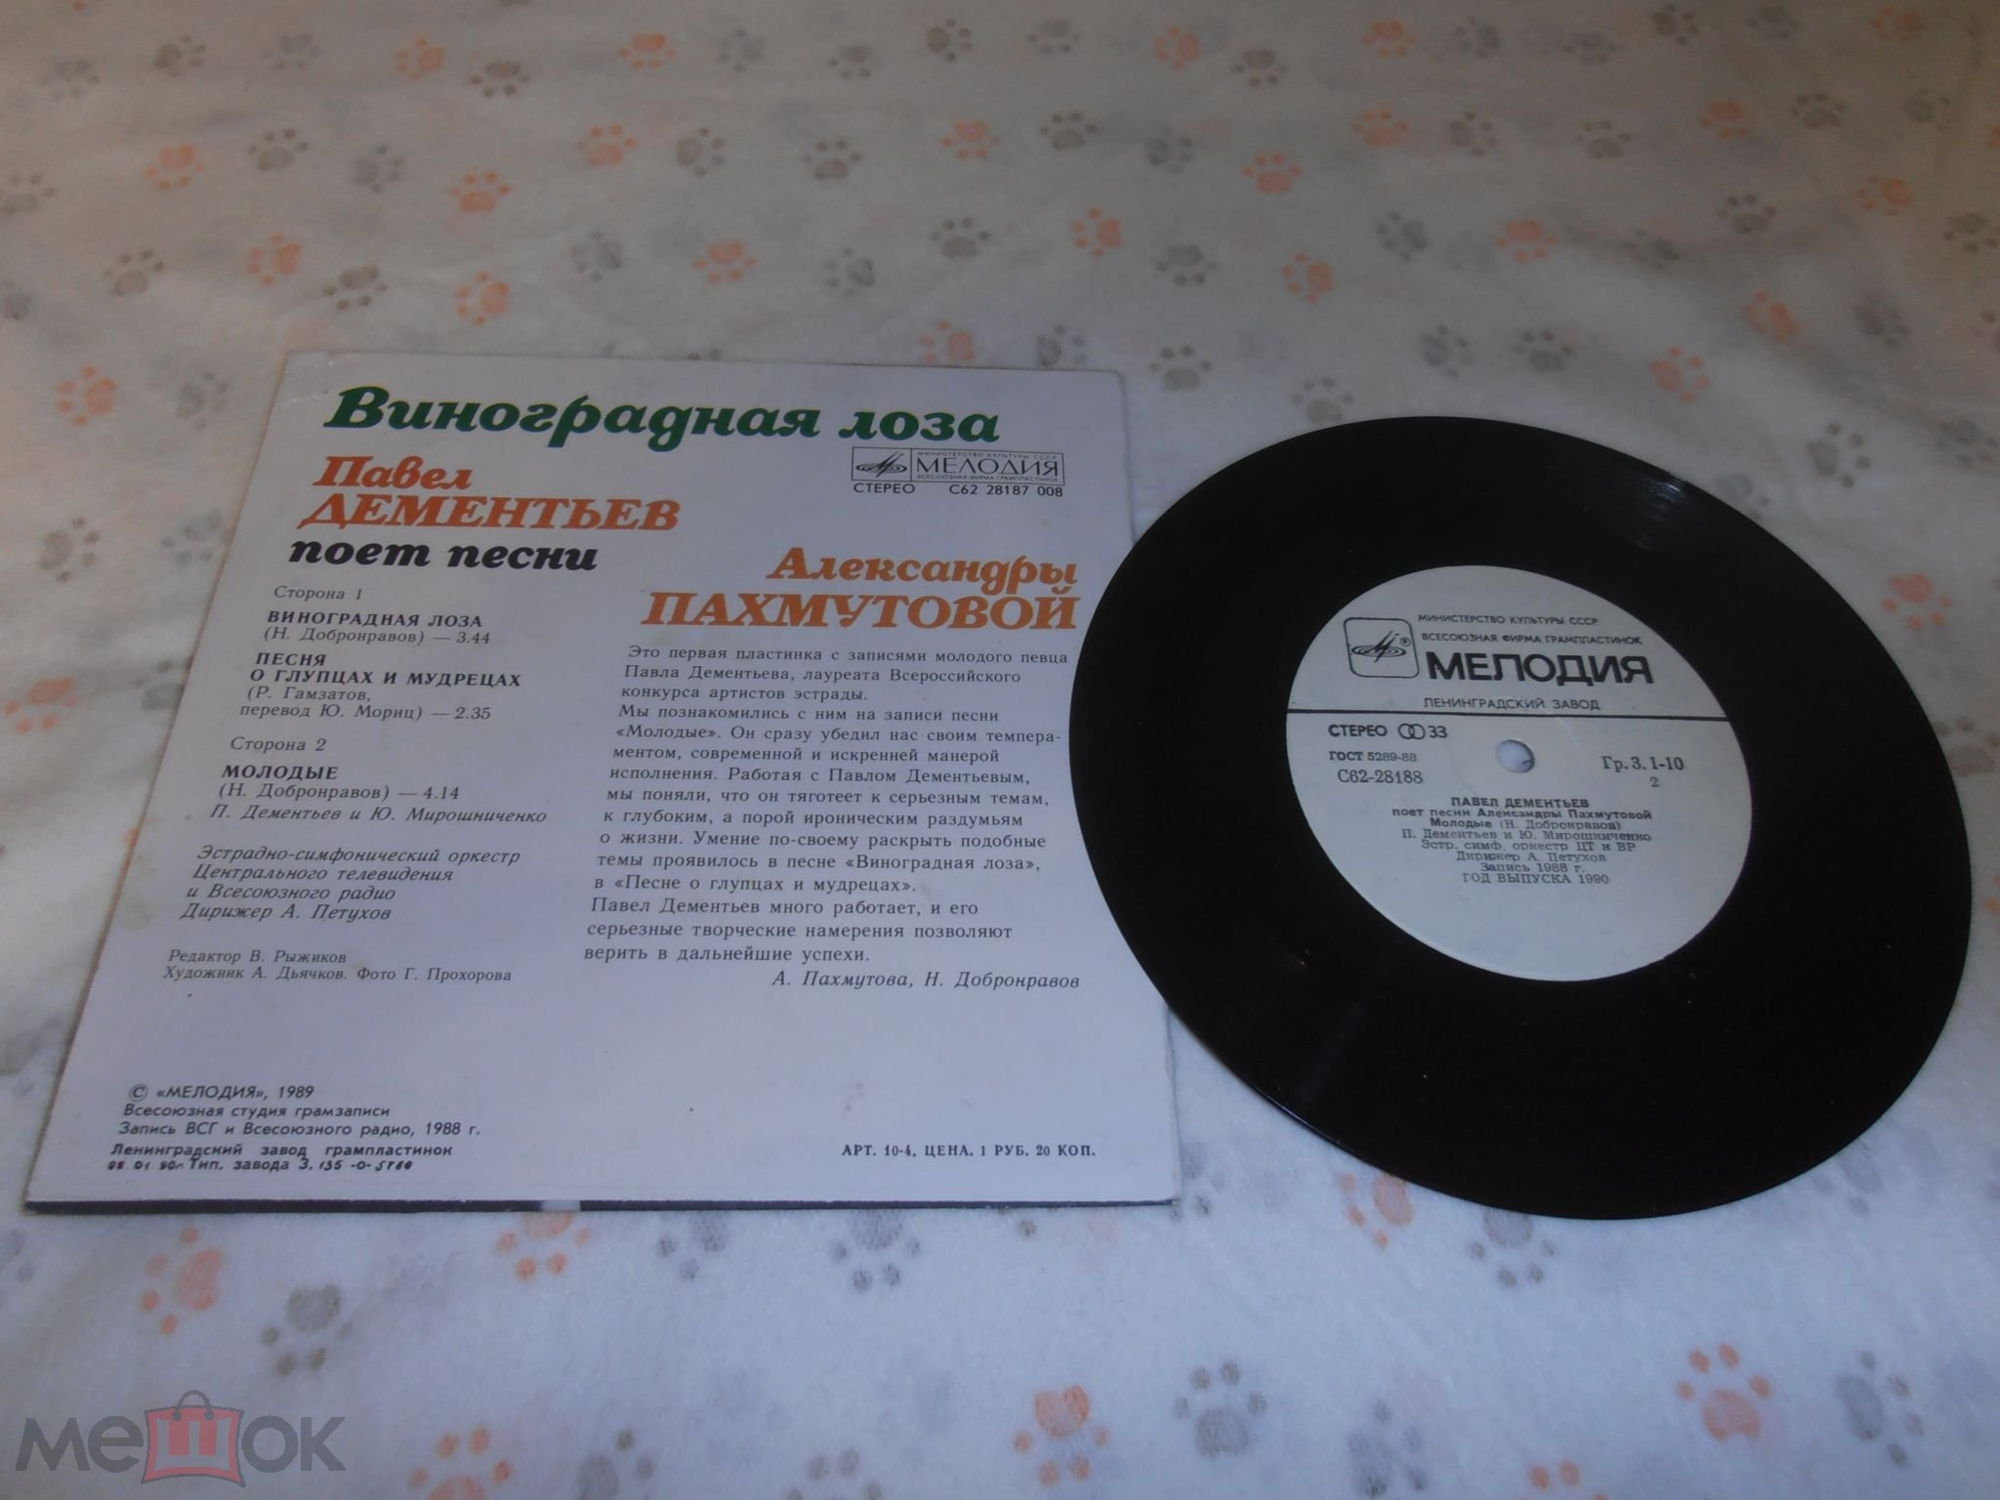 Виноградная лоза
Павел
ДЕМЕНТЬЕВ
поет песни
МИНИСТЕРСТВО КУЛЬТУРЫ СССР
МЕЛОДИЯ
ВСЕСОЮЗНАЯ ФИРМА ГРАМПЛАСТИНОК
СТЕРЕО С62 28187 008
Александры
ПАХМУТОВОЙ
Сторона 1
ВИНОГРАДНАЯ ЛОЗА
(Н. Добронравов) — 3.44
ПЕСНЯ
О ГЛУПЦАХ И МУДРЕЦАХ
(Р. Гамзатов,
перевод Ю. Мориц) — 2.35
Сторона 2
МОЛОДЫЕ
(Н. Добронравов) — 4.14
П. Дементьев и Ю. Мирошниченко
Эстрадно-симфонический оркестр
Центрального телевидения
и Всесоюзного радио
Дирижер А. Петухов
Редактор В. Рыжиков
Художник А. Дьячков. Фото Г. Прохорова
Это первая пластинка с записями молодого певца
Павла Дементьева, лауреата Всероссийского
конкурса артистов эстрады.
Мы познакомились с ним на записи песни
«Молодые». Он сразу убедил нас своим темпера-
ментом, современной и искренней манерой
исполнения. Работая с Павлом Дементьевым,
мы поняли, что он тяготеет к серьезным темам,
к глубоким, а порой ироническим раздумьям
о жизни. Умение по-своему раскрыть подобные
темы проявилось в песне «Виноградная лоза»,
в «Песне о глупцах и мудрецах».
Павел Дементьев много работает, и его
серьезные творческие намерения позволяют
верить в дальнейшие успехи.
А. Пахмутова, Н. Добронравов
© «МЕЛОДИЯ», 1989
Всесоюзная студия грамзаписи
Запись ВСГ и Всесоюзного радио, 1988 г.
Ленинградский завод грампластинок
Тип. завода З.
АРТ. 10-4. ЦЕНА. 1 РУБ. 20 КОП.
МИНИСТЕРСТВО КУЛЬТУРЫ СССР
ВСЕСОЮЗНАЯ ФИРМА ГРАМПЛАСТИНОК
МЕЛОДИЯ
ЛЕНИНГРАДСКИЙ ЗАВОД
СТЕРЕО 33
ГОСТ 5289-88
С62-28188
Гр.3.1-10
2
ПАВЕЛ ДЕМЕНТЬЕВ
поет песни Александры Пахмутовой
Молодые (Н. Добронравов)
П. Дементьев и Ю. Мирошниченко
Эстр. симф. оркестр ЦТ и ВР
Дирижер А. Петухов
Запись 1988 г.
ГОД ВЫПУСКА 1990
мешок